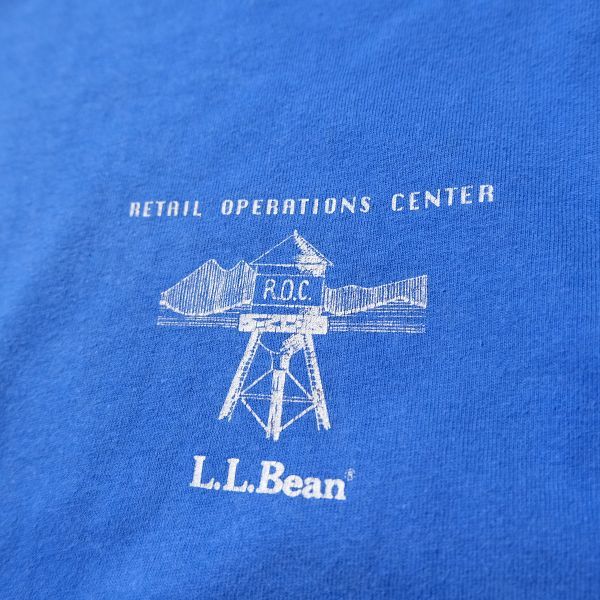 RETAIL OPERATIONS CENTER
R.O.C.
L.L.Bean®